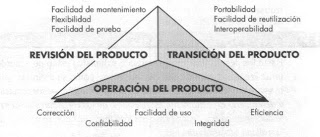 Facilidad de mantenimiento
Flexibilidad
Facilidad de prueba
Portabilidad
Facilidad de reutilización
Interoperabilidad
REVISIÓN DEL PRODUCTO
TRANSICIÓN DEL PRODUCTO
OPERACIÓN DEL PRODUCTO
Corrección
Facilidad de uso
Eficiencia
Confiabilidad
Integridad